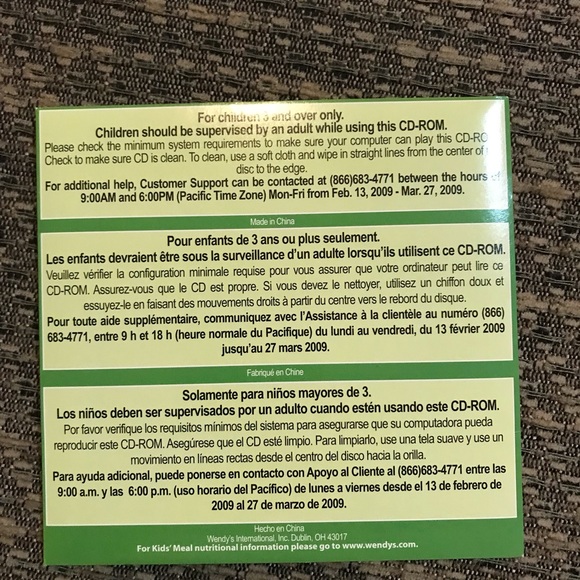 For children 3 and over only.
Children should be supervised by an adult while using this CD-ROM.
Please check the minimum system requirements to make sure your computer can play this CD-RO
Check to make sure CD is clean. To clean, use a soft cloth and wipe in straight lines from the center of
disc to the edge.
For additional help, Customer Support can be contacted at (866)683-4771 between the hours of
9:00AM and 6:00PM (Pacific Time Zone) Mon-Fri from Feb. 13, 2009 - Mar. 27, 2009.
Made in China
Pour enfants de 3 ans ou plus seulement.
Les enfants devraient être sous la surveillance d'un adulte lorsqu'ils utilisent ce CD-ROM.
Veuillez vérifier la configuration minimale requise pour vous assurer que votre ordinateur peut lire ce
CD-ROM. Assurez-vous que le CD est propre. Si vous devez le nettoyer, utilisez un chiffon doux et
essuyez-le en faisant des mouvements droits à partir du centre vers le rebord du disque.
Pour toute aide supplémentaire, communiquez avec l'Assistance à la clientèle au numéro (866)
683-4771, entre 9 h et 18 h (heure normale du Pacifique) du lundi au vendredi, du 13 février 2009
jusqu'au 27 mars 2009.
Fabriqué en Chine
Solamente para niños mayores de 3.
Los niños deben ser supervisados por un adulto cuando estén usando este CD-ROM.
Por favor verifique los requisitos mínimos del sistema para asegurarse que su computadora pueda
reproducir este CD-ROM. Asegúrese que el CD esté limpio. Para limpiarlo, use una tela suave y use un
movimiento en líneas rectas desde el centro del disco hacia la orilla.
Para ayuda adicional, puede ponerse en contacto con Apoyo al Cliente al (866)683-4771 entre las
9:00 a.m. y las 6:00 p.m. (uso horario del Pacífico) de lunes a viernes desde el 13 de febrero de
2009 al 27 de marzo de 2009.
Hecho en China
Wendy's International, Inc. Dublin, OH 43017
For Kids' Meal nutritional information please go to www.wendys.com.